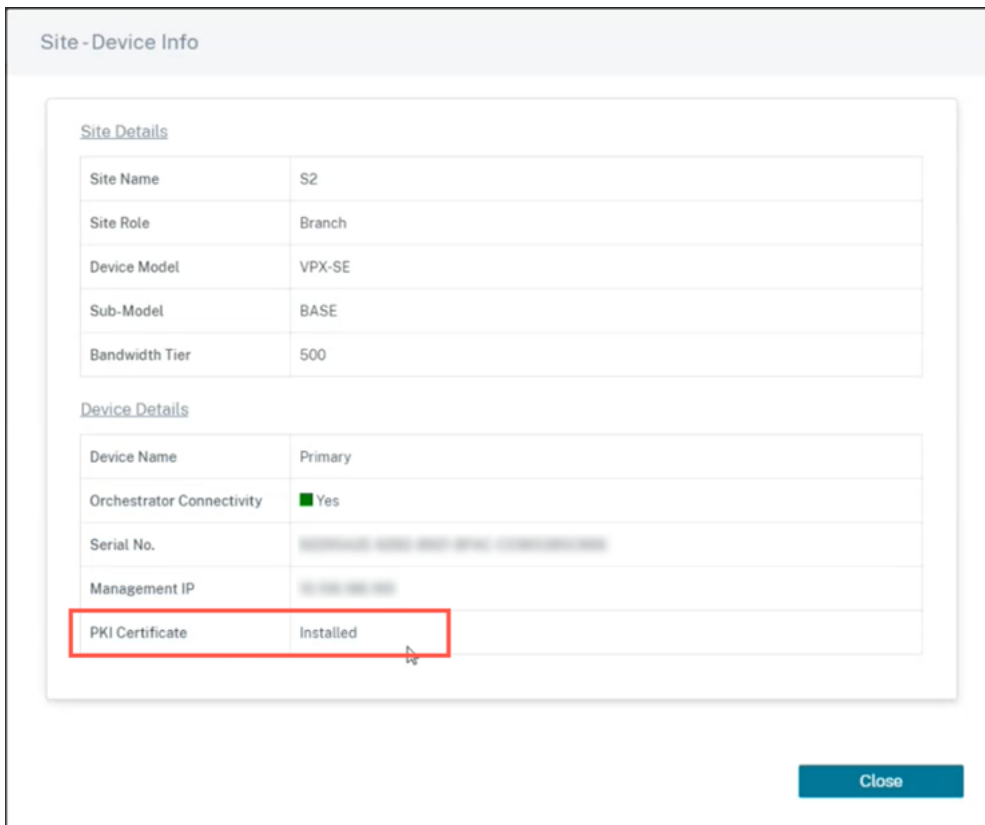 Site - Device Info
Site Details
Site Name S2
Site Role Branch
Device Model VPX-SE
Sub-Model BASE
Bandwidth Tier 500
Device Details
Device Name Primary
Orchestrator Connectivity Yes
Serial No.
Management IP
PKI Certificate Installed
Close